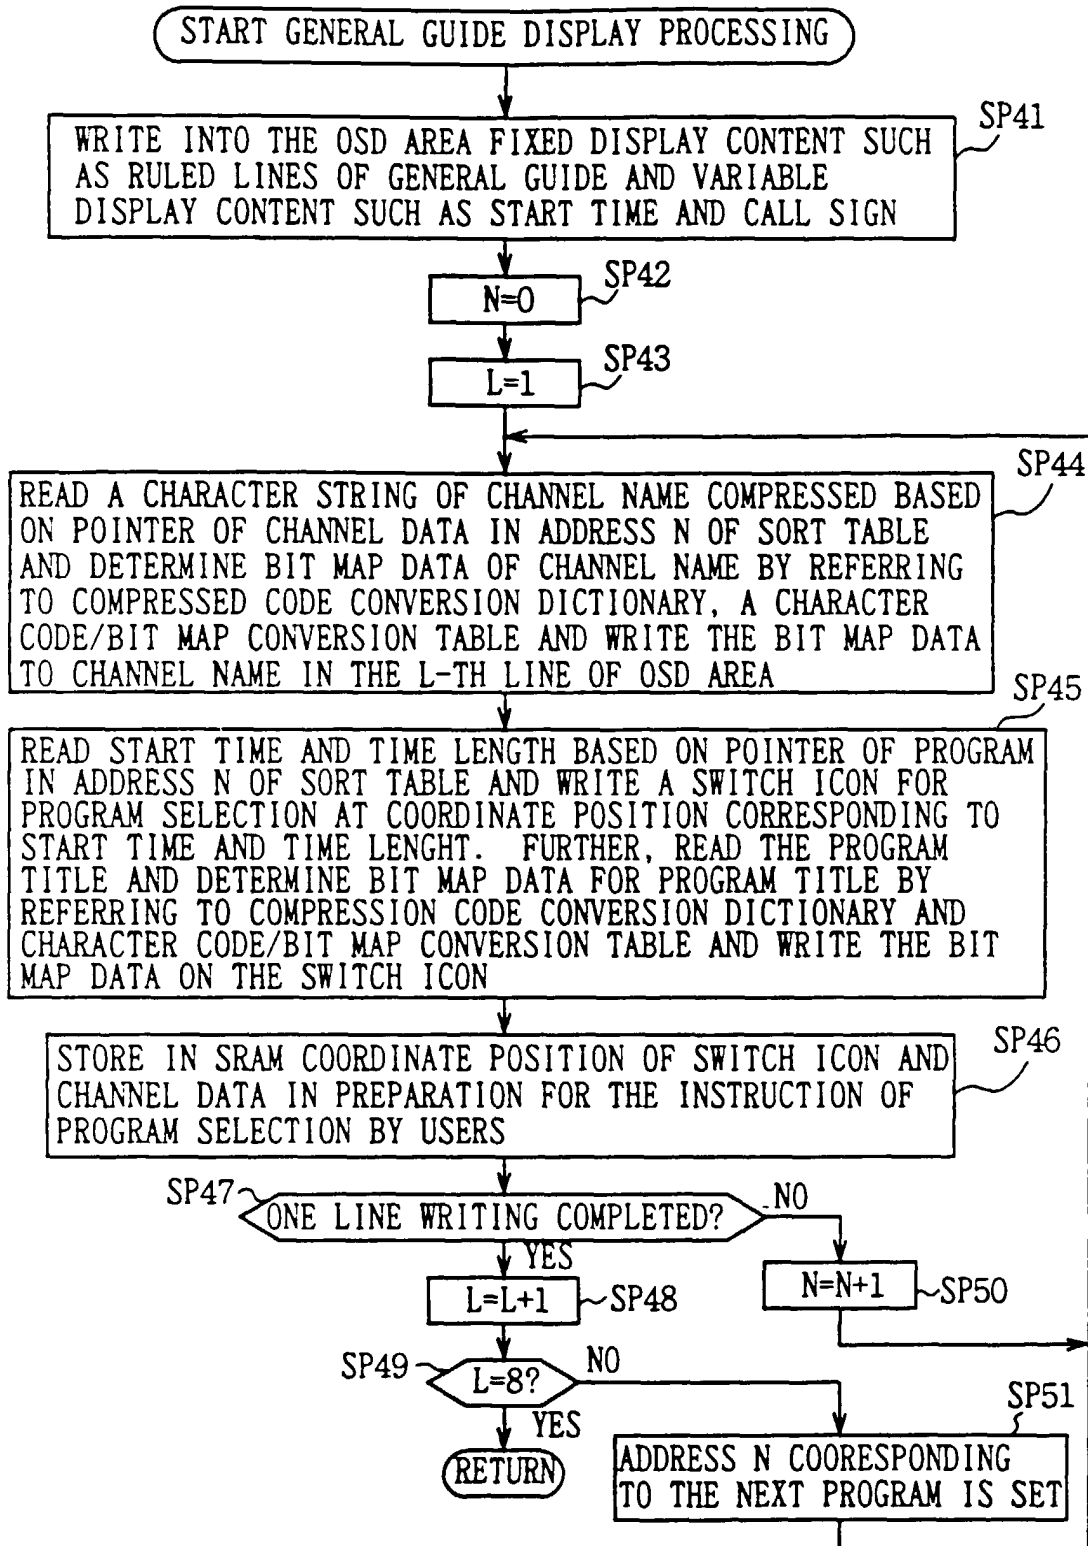 START GENERAL GUIDE DISPLAY PROCESSING
SP41
WRITE INTO THE OSD AREA FIXED DISPLAY CONTENT SUCH
AS RULED LINES OF GENERAL GUIDE AND VARIABLE
DISPLAY CONTENT SUCH AS START TIME AND CALL SIGN
SP42
N=0
SP43
L=1
SP44
READ A CHARACTER STRING OF CHANNEL NAME COMPRESSED BASED
ON POINTER OF CHANNEL DATA IN ADDRESS N OF SORT TABLE
AND DETERMINE BIT MAP DATA OF CHANNEL NAME BY REFERRING
TO COMPRESSED CODE CONVERSION DICTIONARY, A CHARACTER
CODE/BIT MAP CONVERSION TABLE AND WRITE THE BIT MAP DATA
TO CHANNEL NAME IN THE L-TH LINE OF OSD AREA
SP45
READ START TIME AND TIME LENGTH BASED ON POINTER OF PROGRAM
IN ADDRESS N OF SORT TABLE AND WRITE A SWITCH ICON FOR
PROGRAM SELECTION AT COORDINATE POSITION CORRESPONDING TO
START TIME AND TIME LENGHT. FURTHER, READ THE PROGRAM
TITLE AND DETERMINE BIT MAP DATA FOR PROGRAM TITLE BY
REFERRING TO COMPRESSION CODE CONVERSION DICTIONARY AND
CHARACTER CODE/BIT MAP CONVERSION TABLE AND WRITE THE BIT
MAP DATA ON THE SWITCH ICON
SP46
STORE IN SRAM COORDINATE POSITION OF SWITCH ICON AND
CHANNEL DATA IN PREPARATION FOR THE INSTRUCTION OF
PROGRAM SELECTION BY USERS
SP47
ONE LINE WRITING COMPLETED?
NO
YES
L=L+1
SP48
N=N+1
SP50
SP49
L=8?
NO
YES
RETURN
SP51
ADDRESS N COORESPONDING
TO THE NEXT PROGRAM IS SET